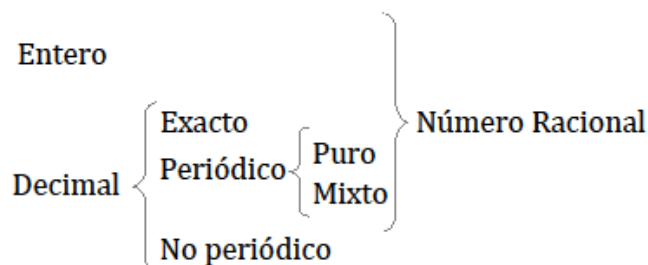 Entero
Exacto
Número Racional
Periódico
Puro
Decimal
Mixto
No periódico